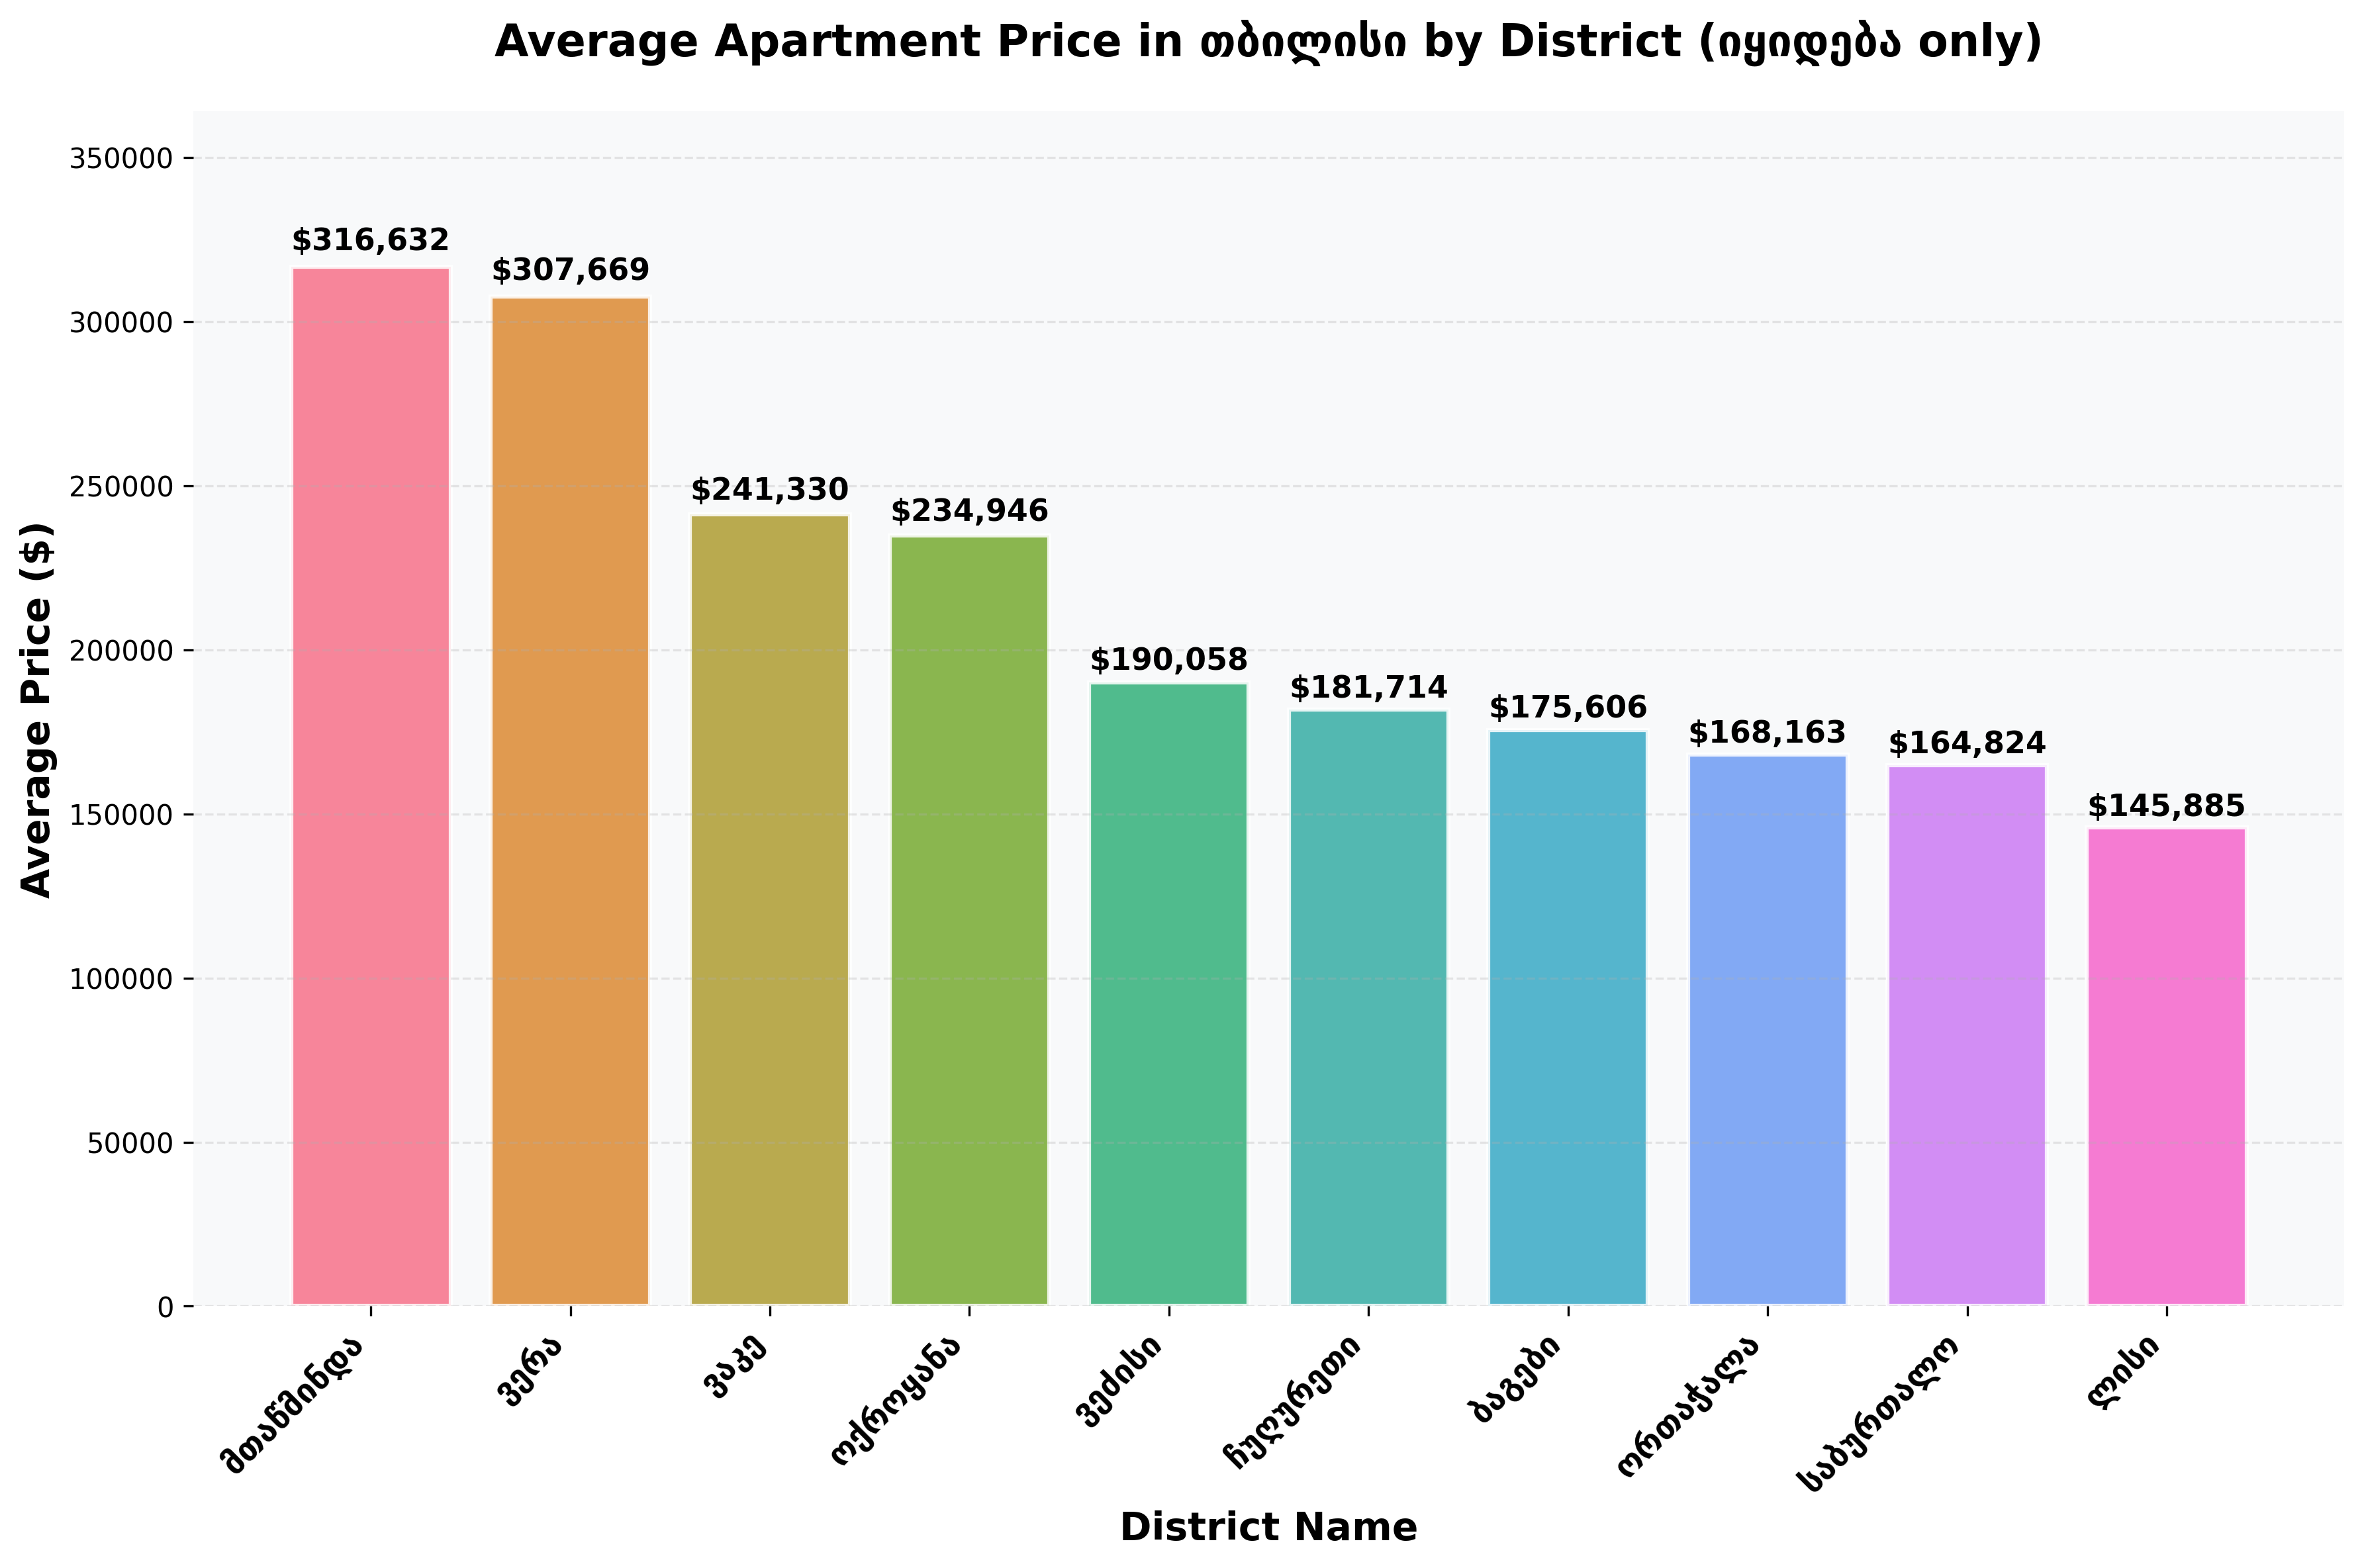 Average Apartment Price in თბილისი by District (იყიდება only)
Average Price ($)
350000
300000
250000
200000
150000
100000
50000
0
$316,632
$307,669
$241,330
$234,946
$190,058
$181,714
$175,606
$168,163
$164,824
$145,885
მთაწმინდა
ვერა
ვაკე
ოქროყანა
ვეძისი
ჩუღურეთი
ბაგები
ორთაჭალა
საბურთალო
ლისი
District Name